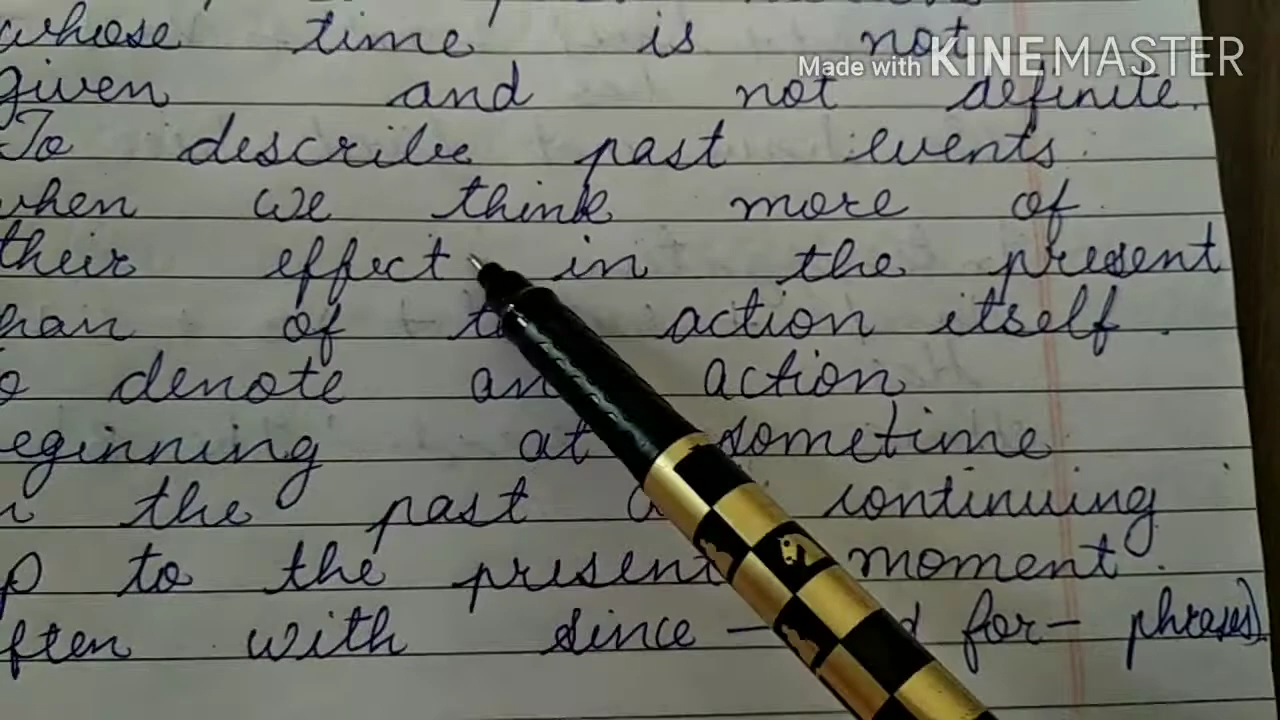 whose time is not
Made with KINEMASTER
given and not definite.
To describe past events.
when we think more of
their effect in the present
han of action itself.
o denote an action
eginning at sometime
the past continuing
p to the present moment.
ften with since - for- phrases)